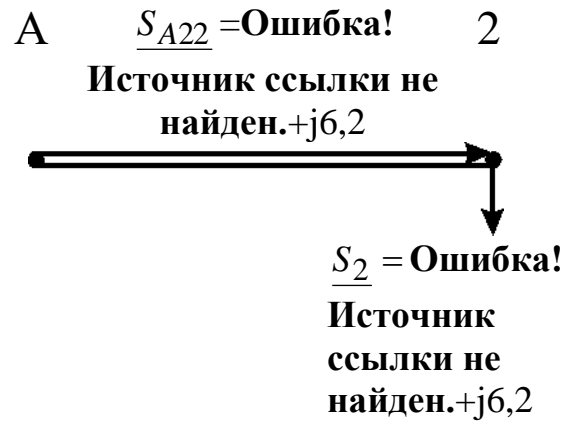 A S_A22 =Ошибка! 2
Источник ссылки не
найден.+j6,2
S_2 = Ошибка!
Источник
ссылки не
найден.+j6,2